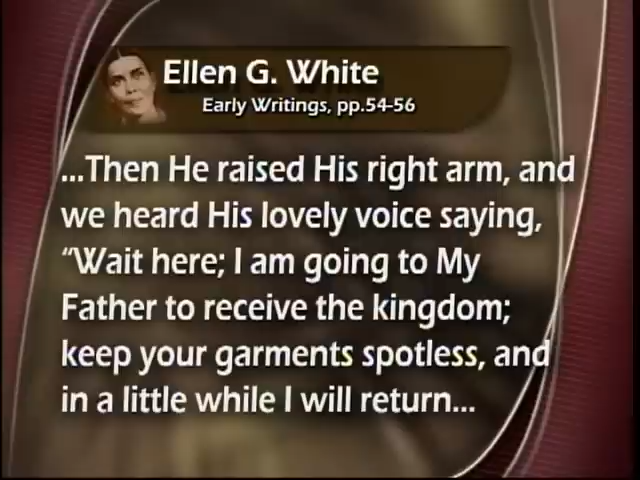 Ellen G. White
Early Writings, pp.54-56
...Then He raised His right arm, and
we heard His lovely voice saying,
“Wait here; I am going to My
Father to receive the kingdom;
keep your garments spotless, and
in a little while I will return...